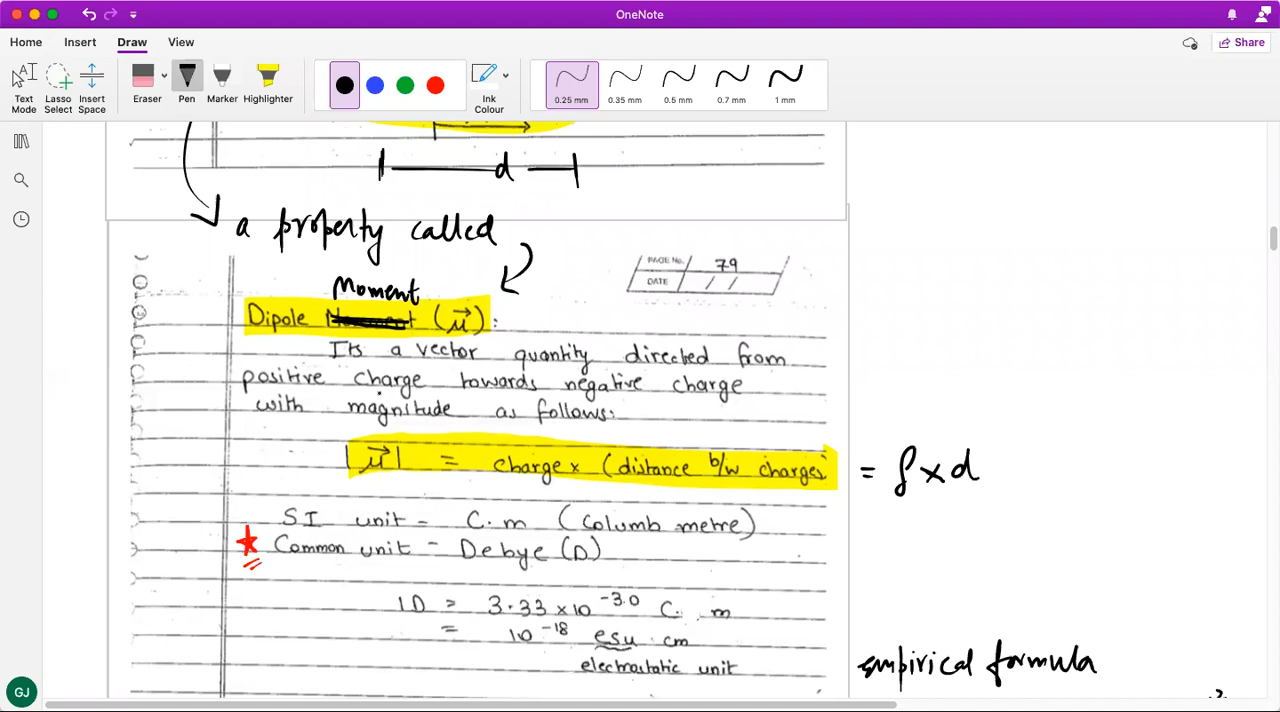 OneNote
Home Insert Draw View
Share
Text Mode
Lasso Select
Insert Space
Eraser
Pen
Marker
Highlighter
Ink Colour
0.25 mm
0.35 mm
0.5 mm
0.7 mm
1 mm
d
a property called
PAGE No. 79
DATE / /
Moment
Dipole (μ⃗):
Its a vector quantity directed from
positive charge towards negative charge
with magnitude as follows:
|μ⃗| = charge x (distance b/w charges = δ x d
SI unit - C.m (Columb metre)
Common unit - Debye (D)
1D = 3.33 x 10^-30 C. m
= 10^-18 esu cm
electrostatic unit
empirical formula
GJ